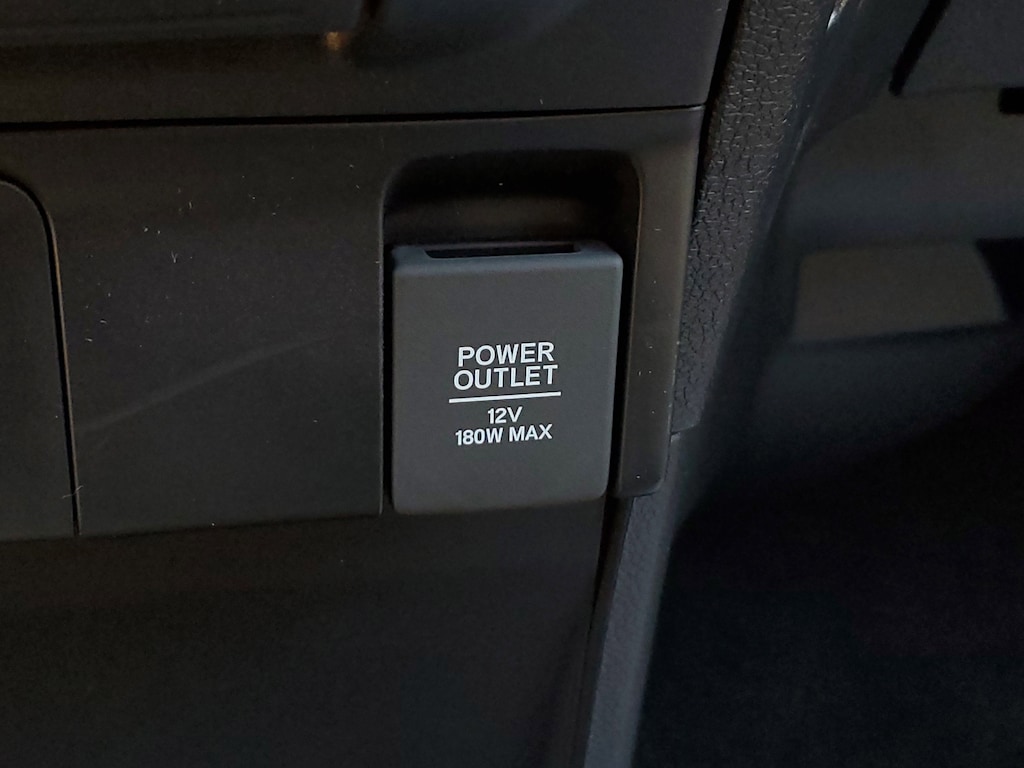 POWER
OUTLET
12V
180W MAX